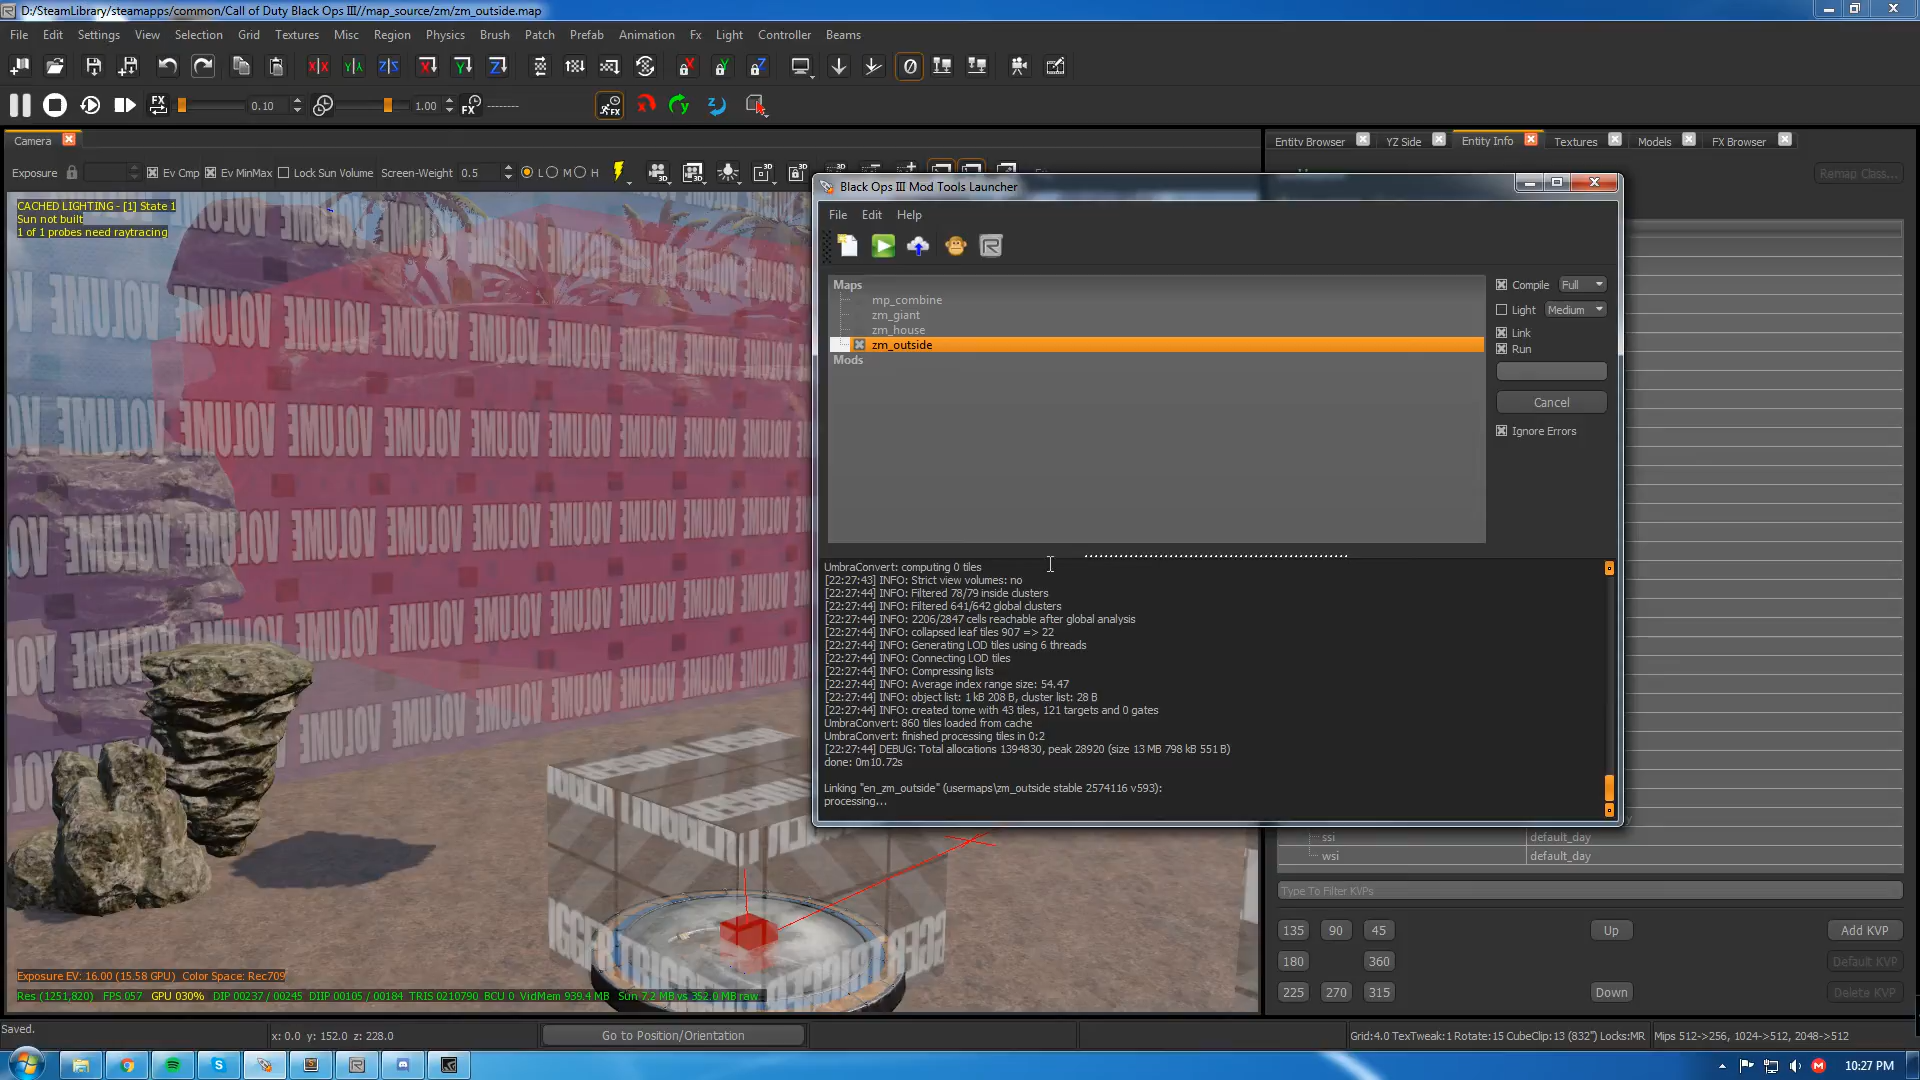 D:/SteamLibrary/steamapps/common/Call of Duty Black Ops III//map_source/zm/zm_outside.map
File Edit Settings View Selection Grid Textures Misc Region Physics Brush Patch Prefab Animation Fx Light Controller Beams
FX 0.10 1.00 FX --------
Camera
Entity Browser YZ Side Entity Info Textures Models FX Browser
Exposure Ev Cmp Ev MinMax Lock Sun Volume Screen-Weight 0.5 L M H
Remap Class...
CACHED LIGHTING - [1] State 1
Sun not built
1 of 1 probes need raytracing
Black Ops III Mod Tools Launcher
File Edit Help
Maps
mp_combine
zm_giant
zm_house
zm_outside
Mods
Compile Full
Light Medium
Link
Run
Cancel
Ignore Errors
UmbraConvert: computing 0 tiles
[22:27:43] INFO: Strict view volumes: no
[22:27:44] INFO: Filtered 78/79 inside clusters
[22:27:44] INFO: Filtered 641/642 global clusters
[22:27:44] INFO: 2206/2847 cells reachable after global analysis
[22:27:44] INFO: collapsed leaf tiles 907 => 22
[22:27:44] INFO: Generating LOD tiles using 6 threads
[22:27:44] INFO: Connecting LOD tiles
[22:27:44] INFO: Compressing lists
[22:27:44] INFO: Average index range size: 54.47
[22:27:44] INFO: object list: 1 kB 208 B, cluster list: 28 B
[22:27:44] INFO: created tome with 43 tiles, 121 targets and 0 gates
UmbraConvert: 860 tiles loaded from cache
UmbraConvert: finished processing tiles in 0:2
[22:27:44] DEBUG: Total allocations 1394830, peak 28920 (size 13 MB 798 kB 551 B)
done: 0m10.72s
Linking "en_zm_outside" (usermaps\zm_outside stable 2574116 v593):
processing...
ssi default_day
wsi default_day
Type To Filter KVPs
135 90 45 Up Add KVP
180 360 Default KVP
225 270 315 Down Delete KVP
VOLUME VOLUME VOLUME
Exposure EV: 16.00 (15.58 GPU) Color Space: Rec709
Res (1251,820) FPS 057 GPU 030% DIP 00237 / 00245 DIIP 00105 / 00184 TRIS 0210790 BCU 0 VidMem 939.4 MB Sun 7.2 MB vs 352.0 MB raw
Saved.
x: 0.0 y: 152.0 z: 228.0
Go to Position/Orientation
Grid:4.0 TexTweak:1 Rotate:15 CubeClip:13 (832") Locks:MR
Mips 512->256, 1024->512, 2048->512
10:27 PM